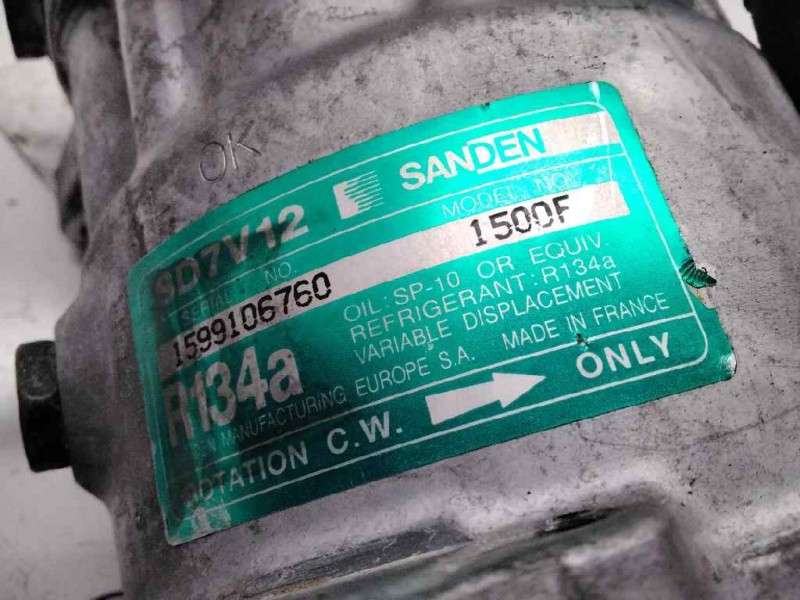 OK
SD7V12 SANDEN
SERIAL NO. MODEL NO.
1599106760 1500F
R134a
OIL: SP-10 OR EQUIV.
REFRIGERANT: R134a
VARIABLE DISPLACEMENT
MANUFACTURING EUROPE S.A. MADE IN FRANCE
ROTATION C.W. ONLY